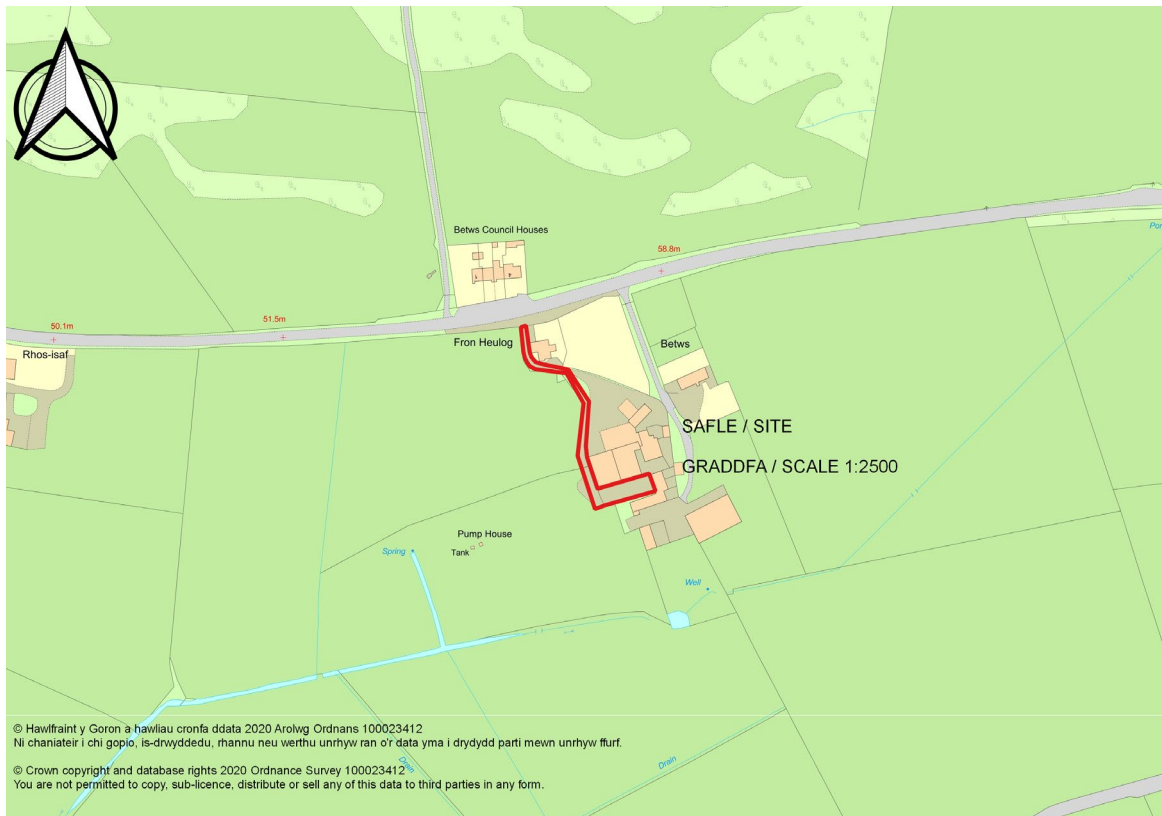 Betws Council Houses
58.8m
51.5m
50.1m
Rhos-isaf
Fron Heulog
Betws
SAFLE / SITE
GRADDFA / SCALE 1:2500
Pump House
Tank
Spring
Well
Drain
Drain
© Hawlfraint y Goron a hawliau cronfa ddata 2020 Arolwg Ordnans 100023412
Ni chaniateir i chi gopio, is-drwyddedu, rhannu neu werthu unrhyw ran o'r data yma i drydydd parti mewn unrhyw ffurf.
© Crown copyright and database rights 2020 Ordnance Survey 100023412
You are not permitted to copy, sub-licence, distribute or sell any of this data to third parties in any form.